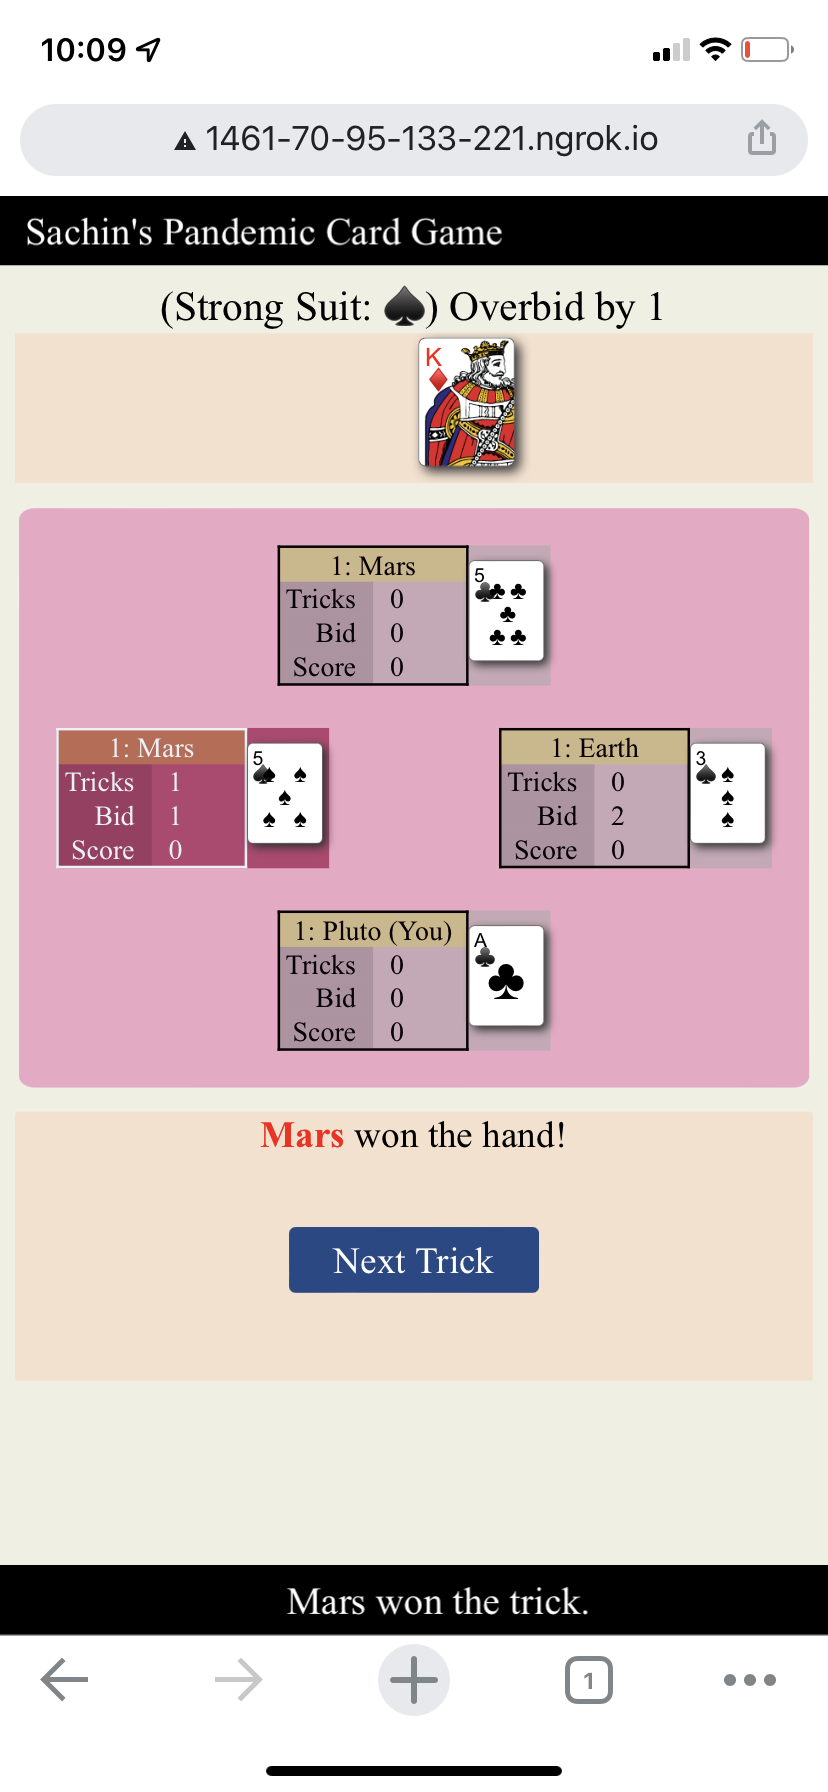 10:09
1461-70-95-133-221.ngrok.io
Sachin's Pandemic Card Game
(Strong Suit: ♠) Overbid by 1
K
1: Mars
Tricks 0
Bid 0
Score 0
5
1: Mars
Tricks 1
Bid 1
Score 0
5
1: Earth
Tricks 0
Bid 2
Score 0
3
1: Pluto (You)
Tricks 0
Bid 0
Score 0
A
Mars won the hand!
Next Trick
Mars won the trick.
1